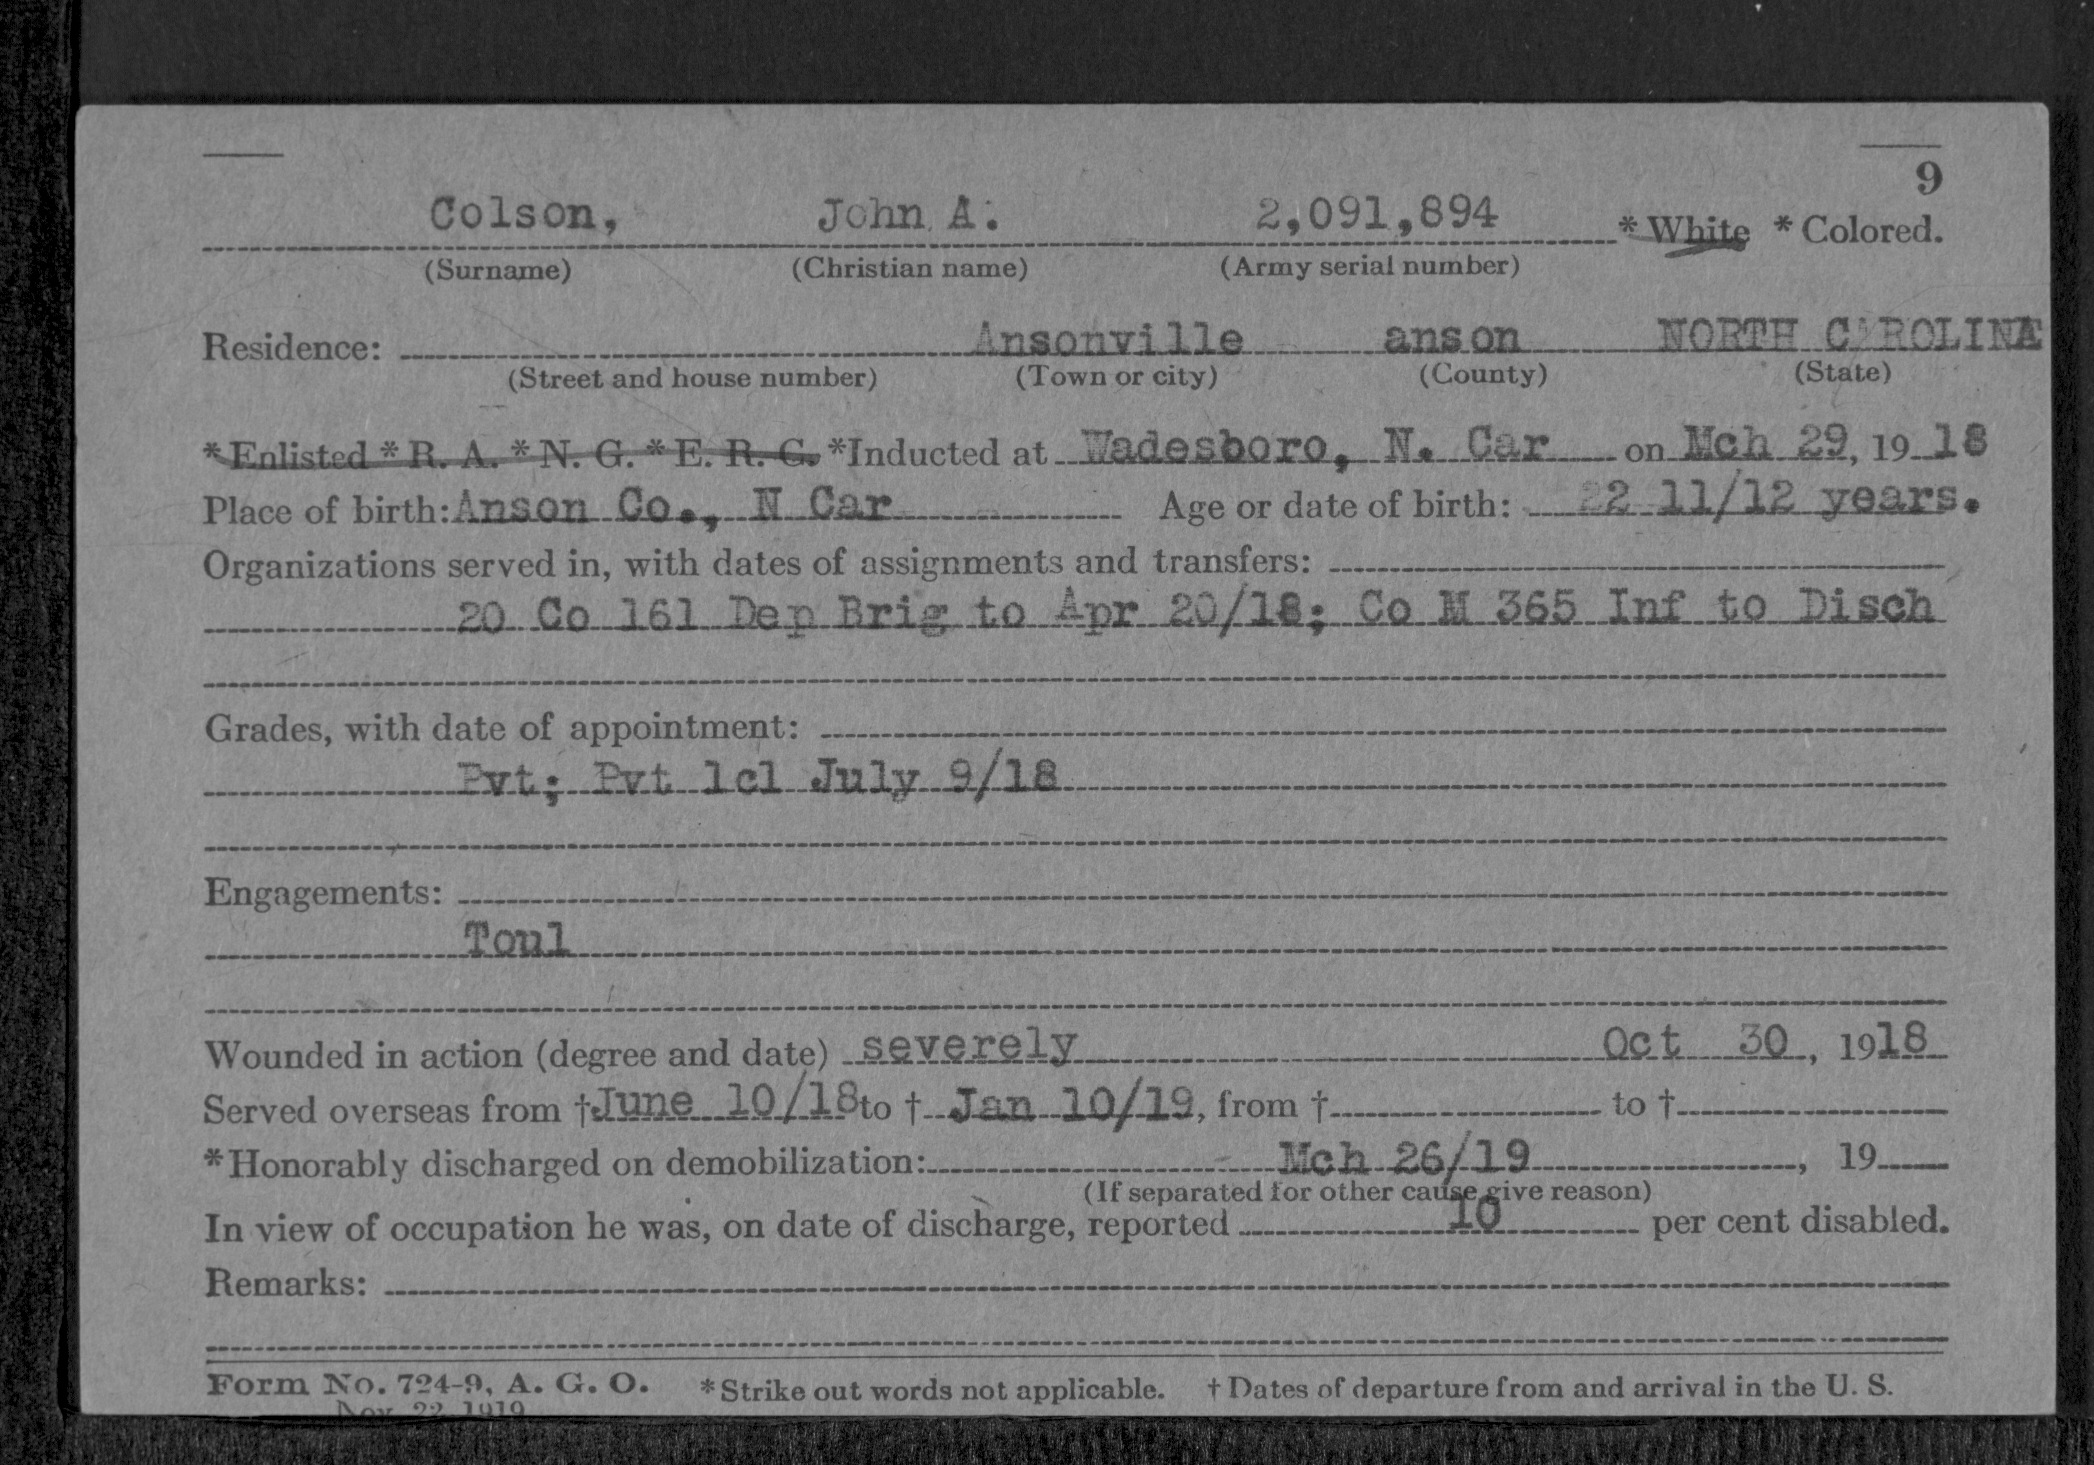 9
Colson, John A. 2,091,894 * White * Colored.
(Surname) (Christian name) (Army serial number)
Residence: Ansonville anson NORTH CAROLINA
(Street and house number) (Town or city) (County) (State)
*Enlisted *R. A. *N. G. *E. R. C. *Inducted at Wadesboro, N. Car on Mch 29, 19 18
Place of birth: Anson Co., N Car Age or date of birth: 22 11/12 years.
Organizations served in, with dates of assignments and transfers:
20 Co 161 Dep Brig to Apr 20/18; Co M 365 Inf to Disch
Grades, with date of appointment:
Pvt; Pvt 1cl July 9/18
Engagements:
Toul
Wounded in action (degree and date) severely Oct 30, 1918
Served overseas from †June 10/18 to † Jan 10/19, from † to †
*Honorably discharged on demobilization: Mch 26/19, 19
(If separated for other cause give reason)
In view of occupation he was, on date of discharge, reported 10 per cent disabled.
Remarks:
Form No. 724-9, A. G. O. *Strike out words not applicable. † Dates of departure from and arrival in the U. S.
Nov. 22, 1919